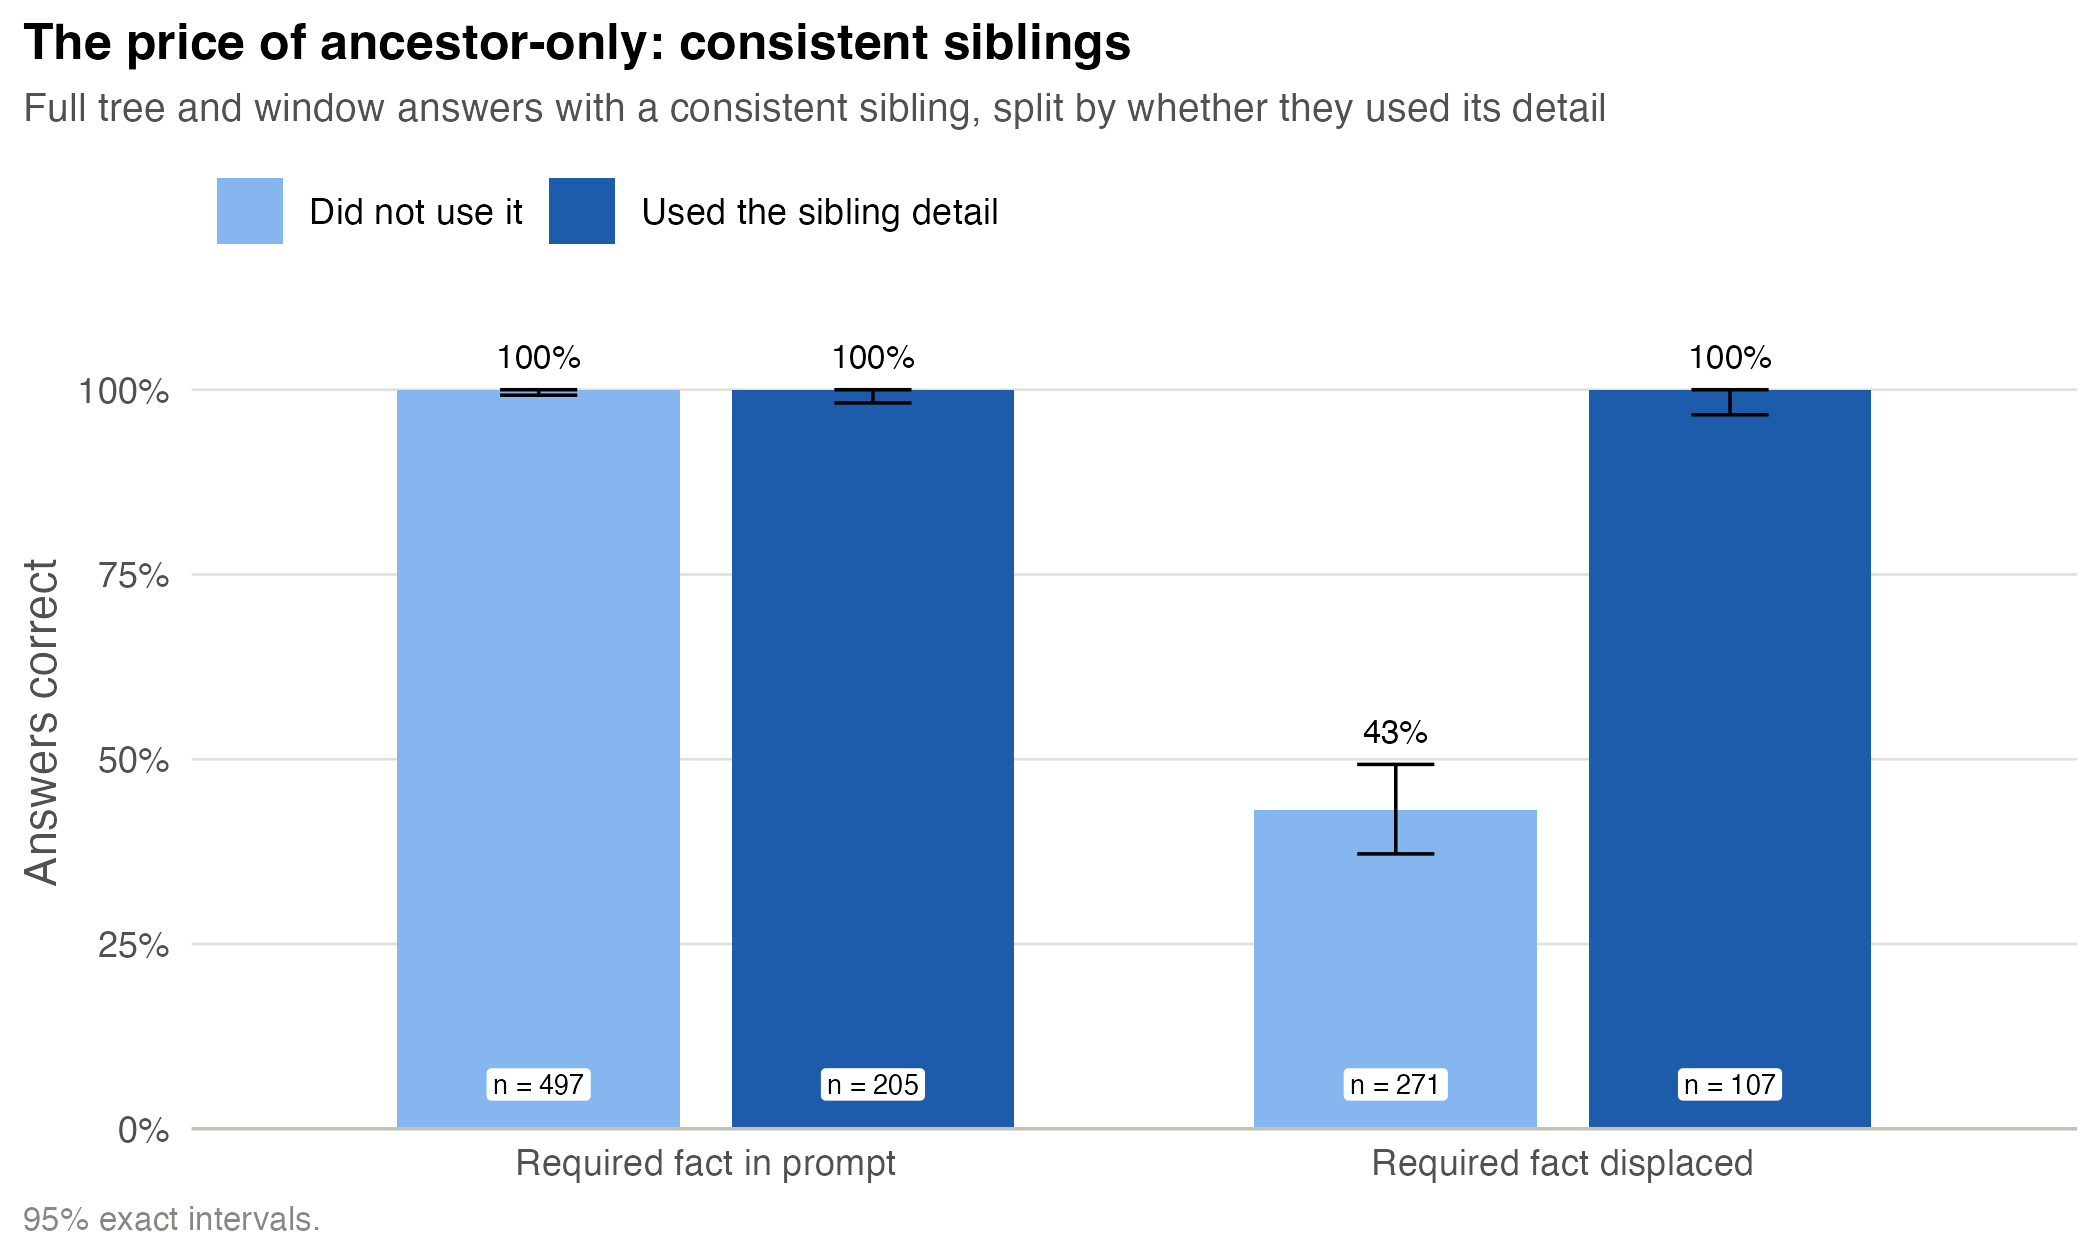 The price of ancestor-only: consistent siblings
Full tree and window answers with a consistent sibling, split by whether they used its detail
Did not use it
Used the sibling detail
Answers correct
100%
75%
50%
25%
0%
100%
100%
43%
100%
n = 497
n = 205
n = 271
n = 107
Required fact in prompt
Required fact displaced
95% exact intervals.